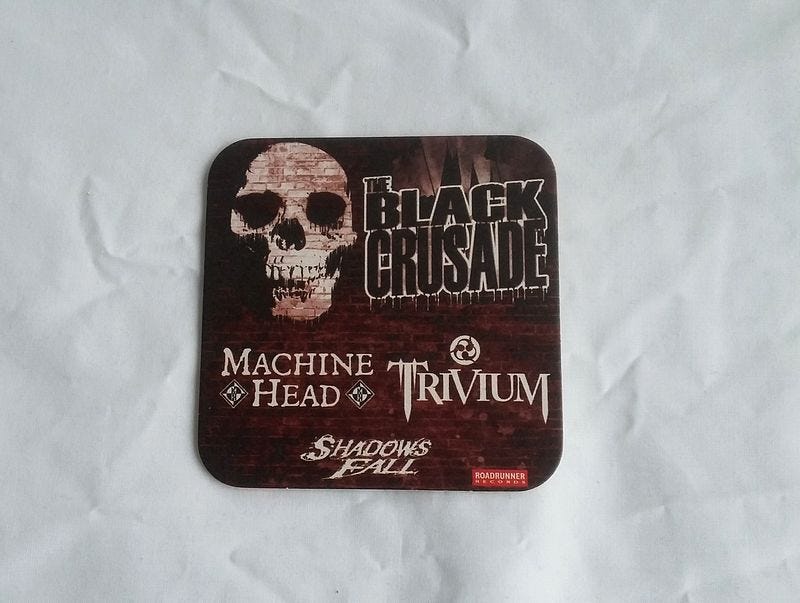 THE
BLACK
CRUSADE
MACHINE
HEAD
TRIVIUM
SHADOWS
FALL
ROADRUNNER
RECORDS